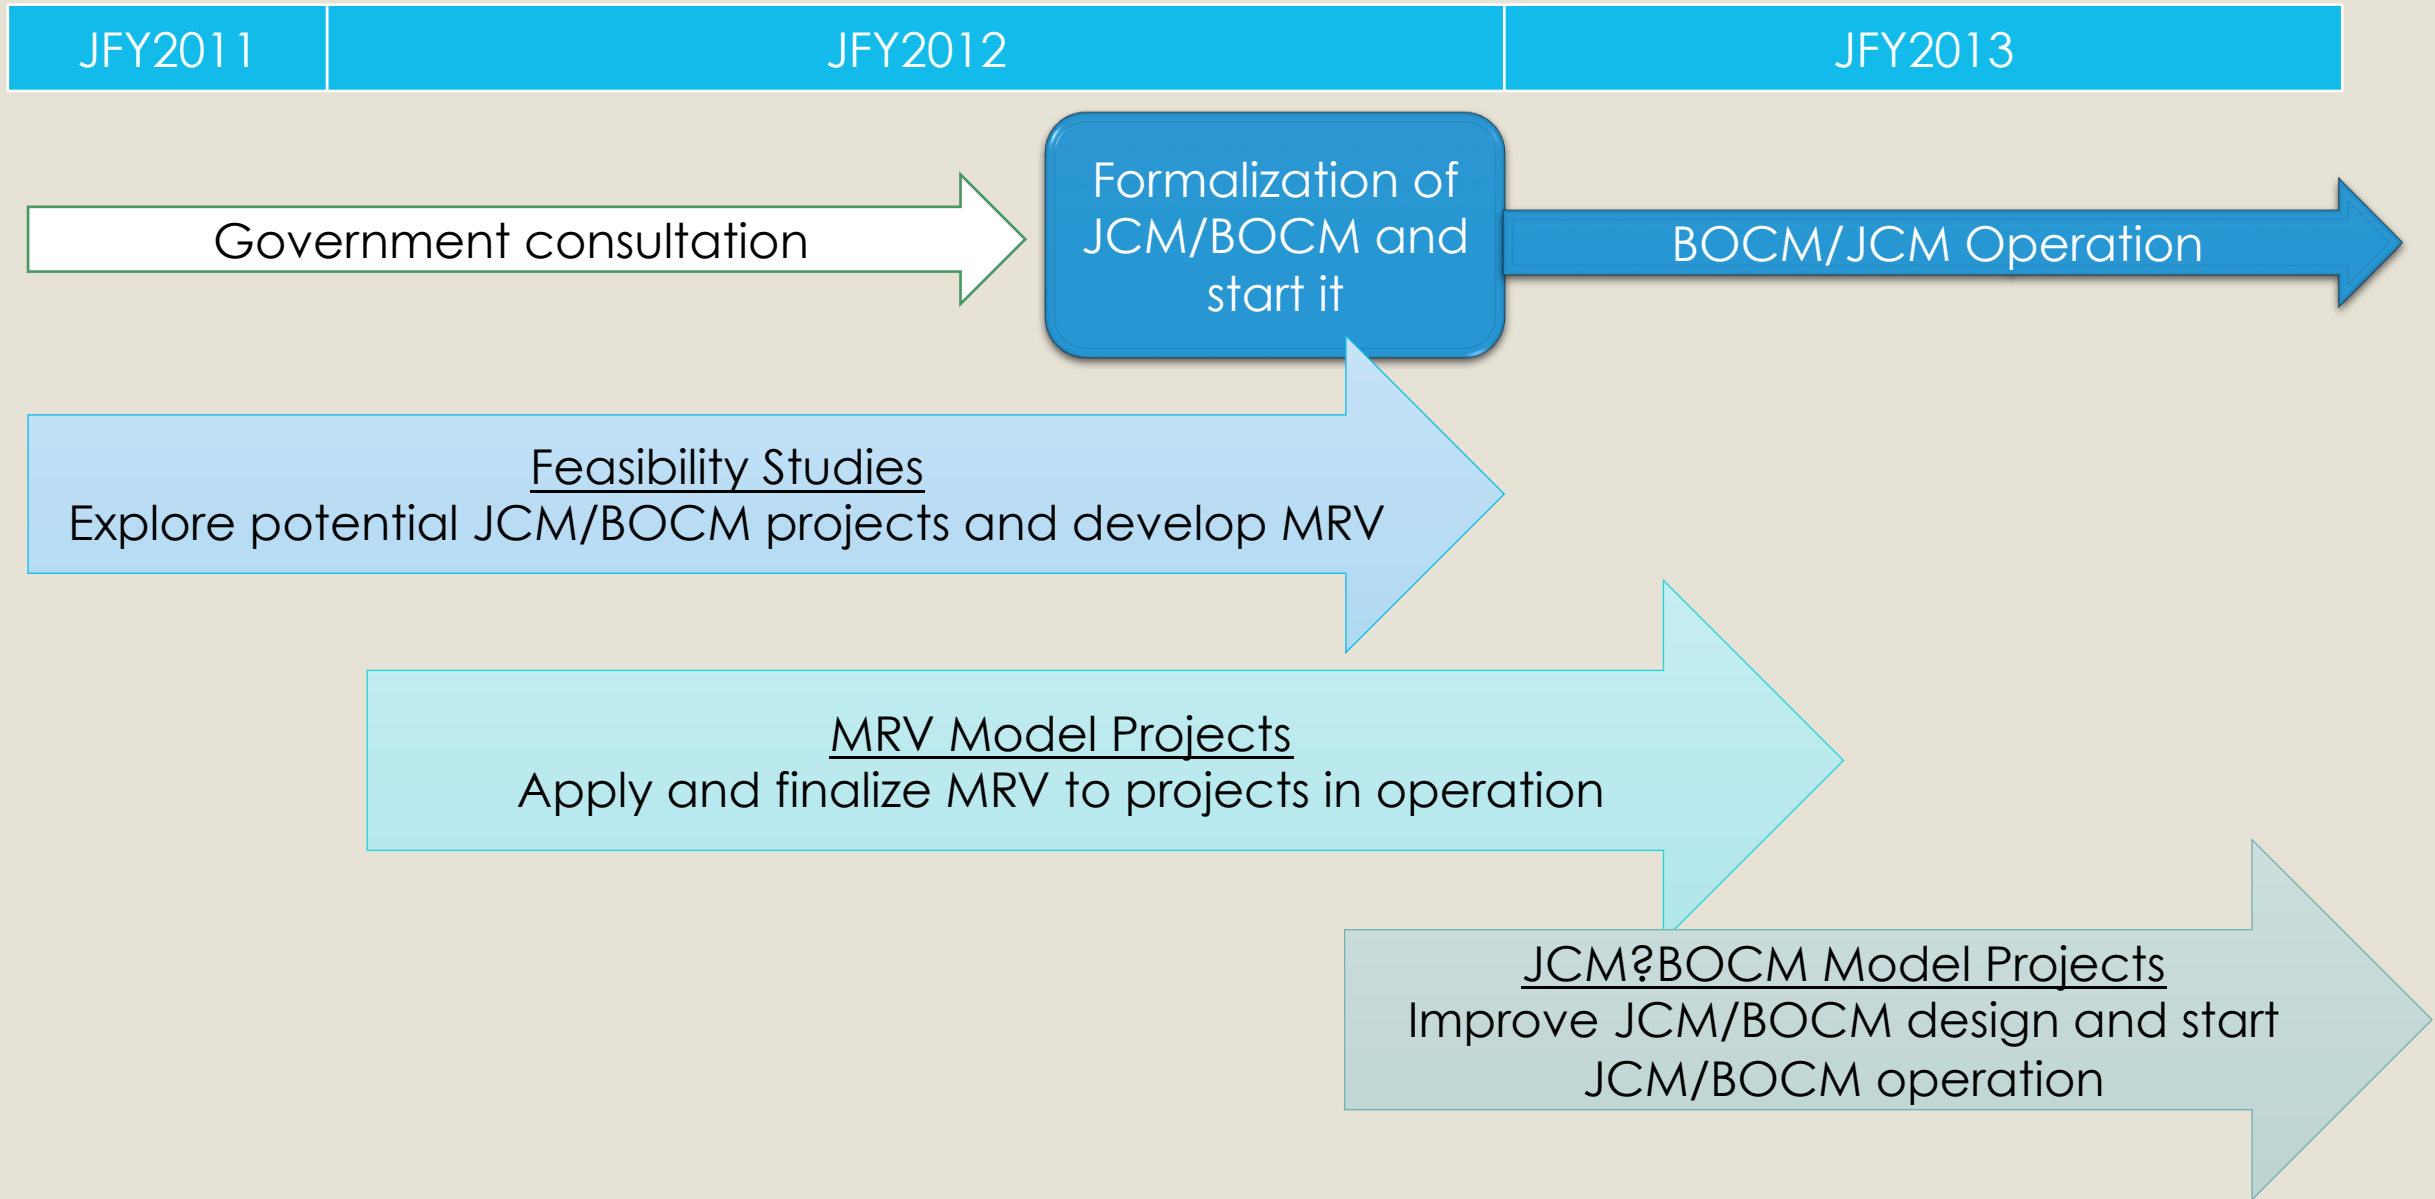 JFY2011
JFY2012
JFY2013
Government consultation
Formalization of
JCM/BOCM and
start it
BOCM/JCM Operation
Feasibility Studies
Explore potential JCM/BOCM projects and develop MRV
MRV Model Projects
Apply and finalize MRV to projects in operation
JCM?BOCM Model Projects
Improve JCM/BOCM design and start
JCM/BOCM operation